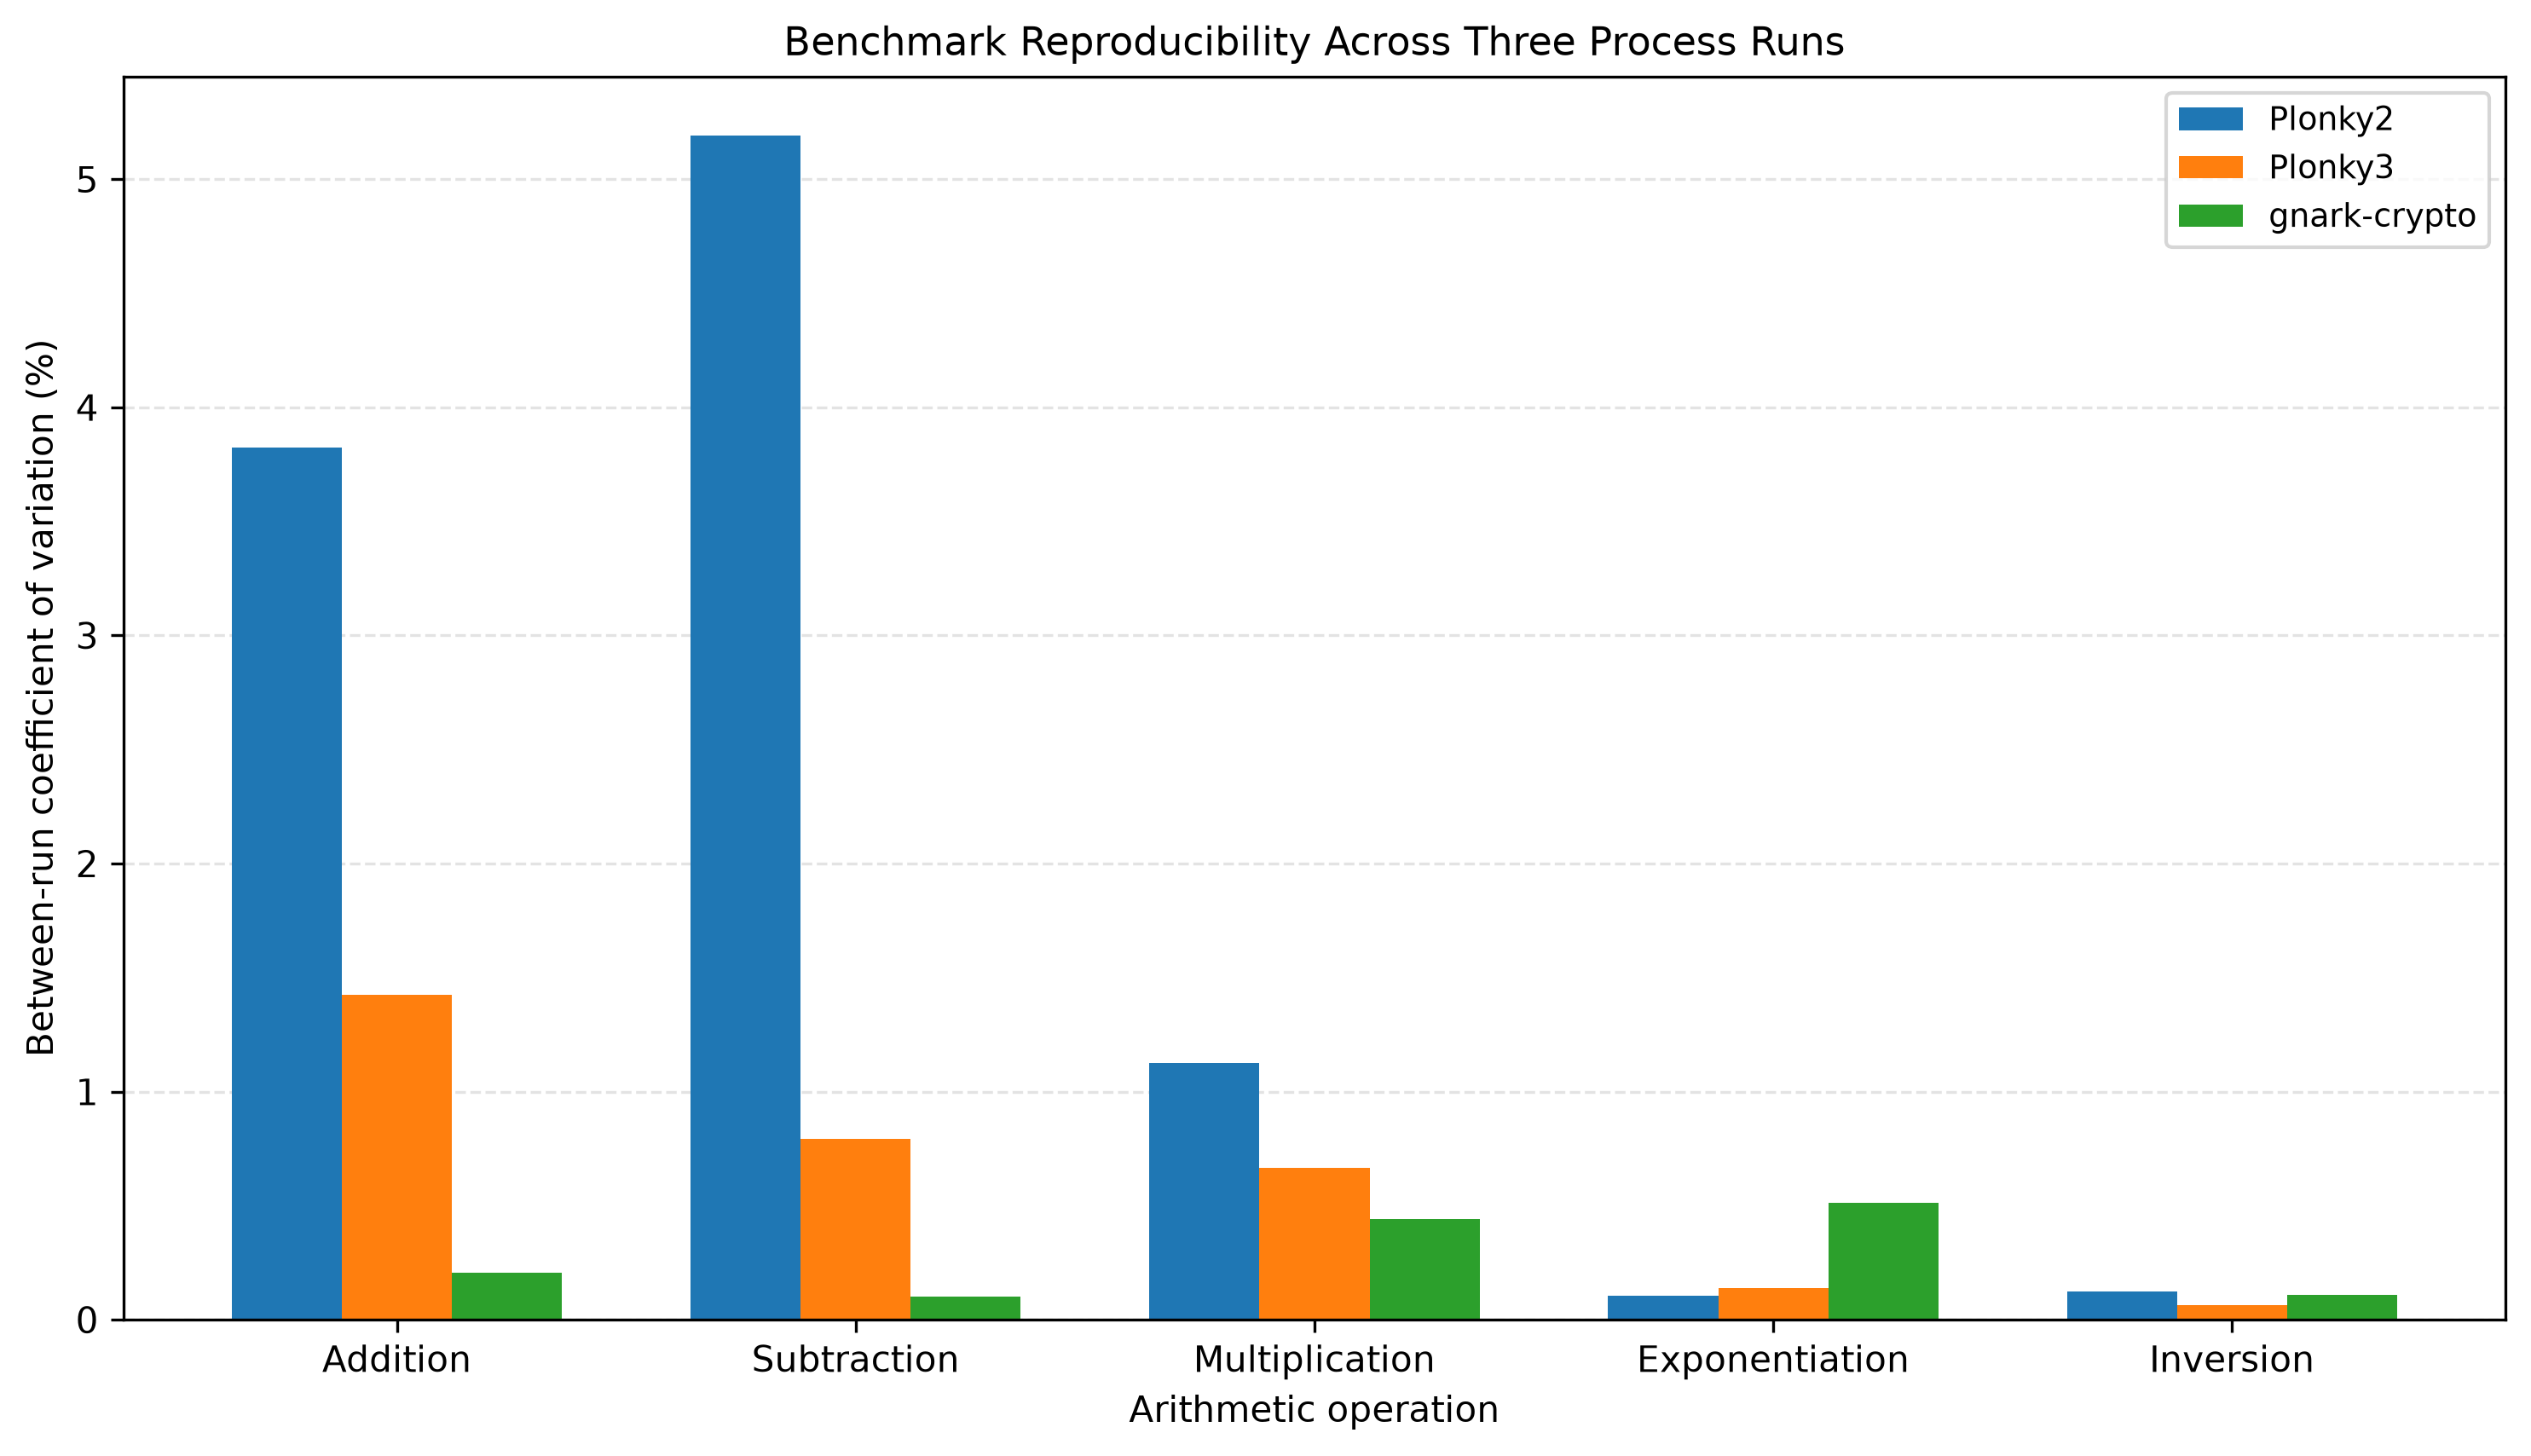 Benchmark Reproducibility Across Three Process Runs
Plonky2
Plonky3
gnark-crypto
Between-run coefficient of variation (%)
5
4
3
2
1
0
Addition
Subtraction
Multiplication
Exponentiation
Inversion
Arithmetic operation